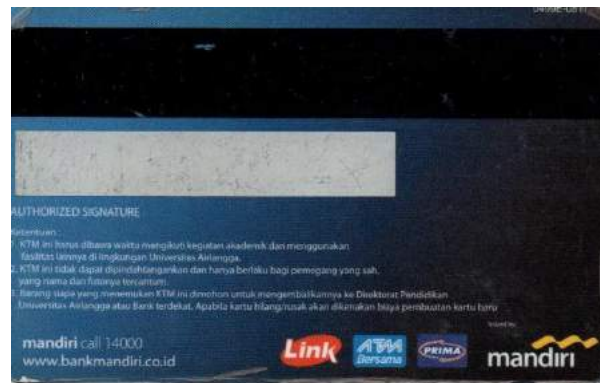 AUTHORIZED SIGNATURE
Ketentuan :
1. KTM ini harus dibawa waktu mengikuti kegiatan akademik dan menggunakan
fasilitas lainnya di lingkungan Universitas Airlangga.
2. KTM ini tidak dapat dipindahtangankan dan hanya berlaku bagi pemegang yang sah,
yang nama dan fotonya tercantum.
3. Barang siapa yang menemukan KTM ini dimohon untuk mengembalikannya ke Direktorat Pendidikan
Universitas Airlangga atau Bank terdekat. Apabila kartu hilang/rusak akan dikenakan biaya pembuatan kartu baru
Issued by
mandiri call 14000
www.bankmandiri.co.id
Link
ATM Bersama
PRIMA
mandiri